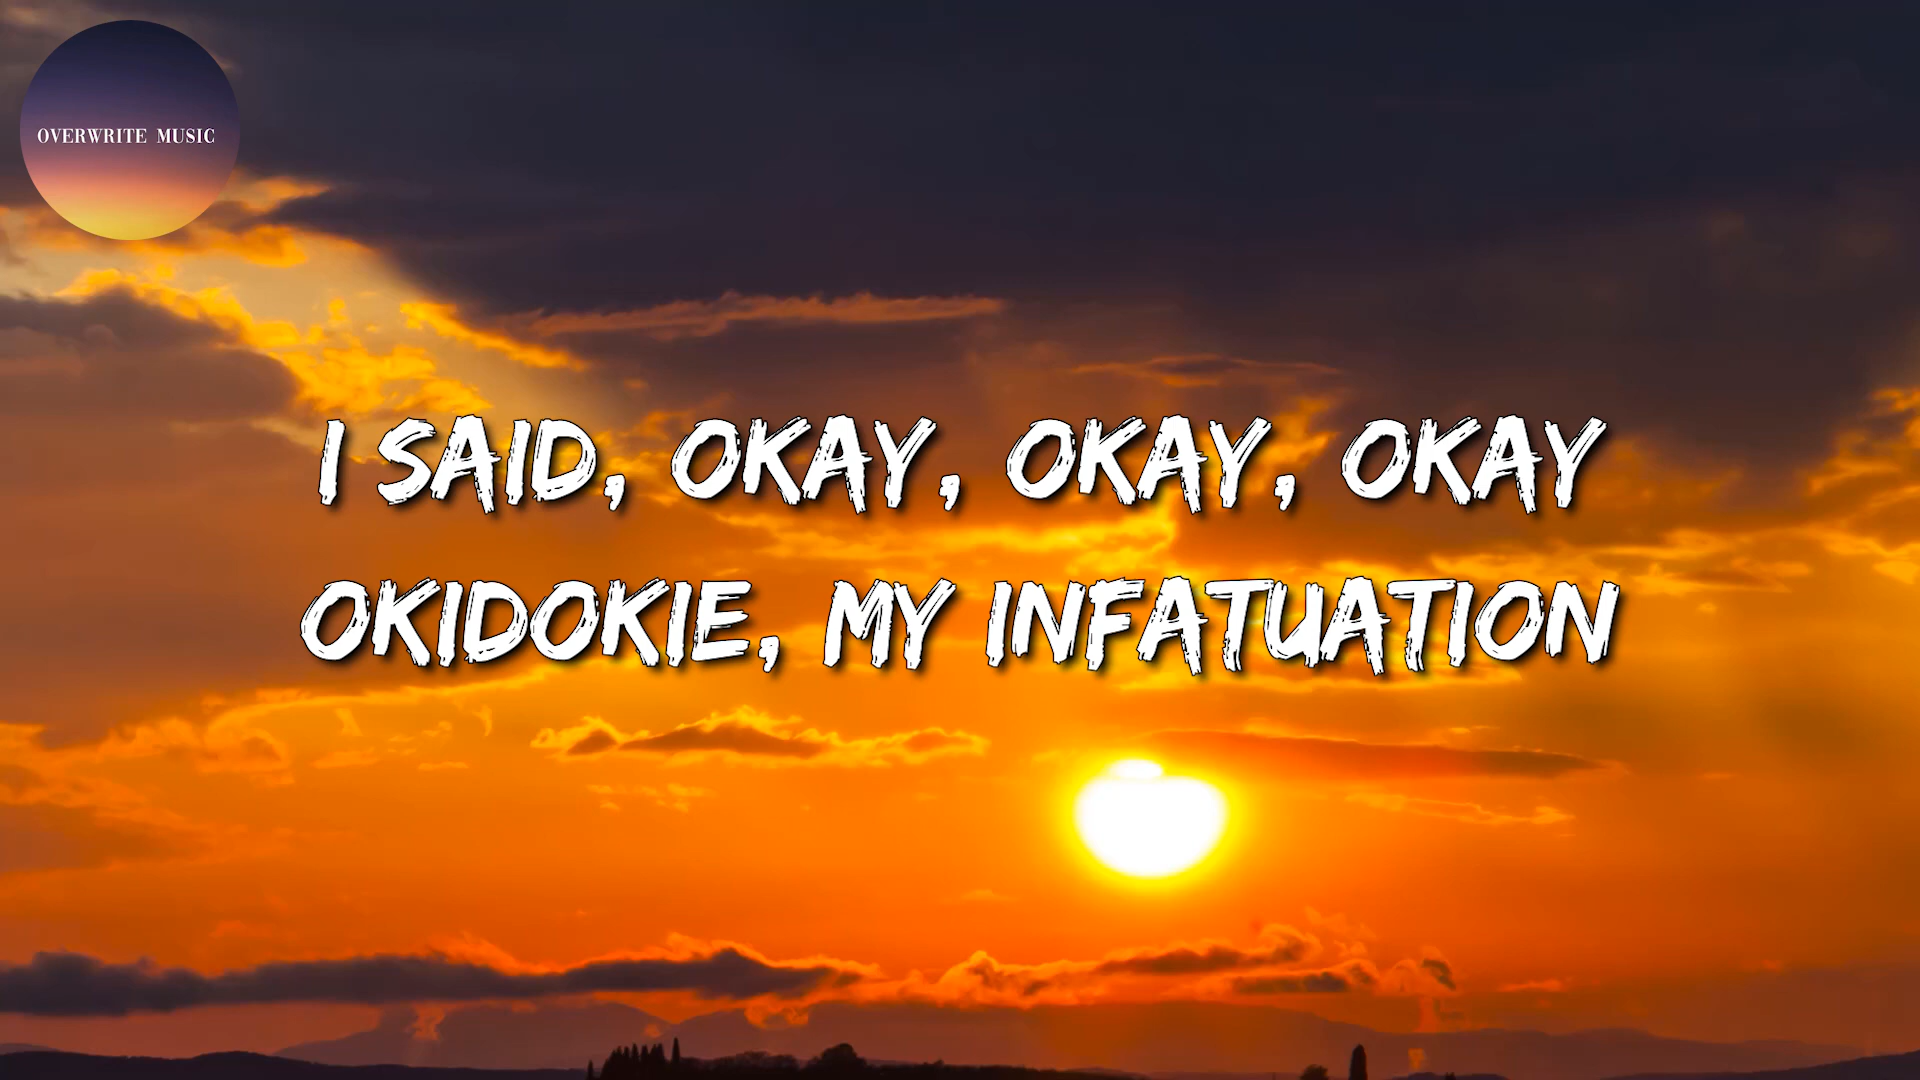 OVERWRITE MUSIC
I SAID, OKAY, OKAY, OKAY
OKIDOKIE, MY INFATUATION